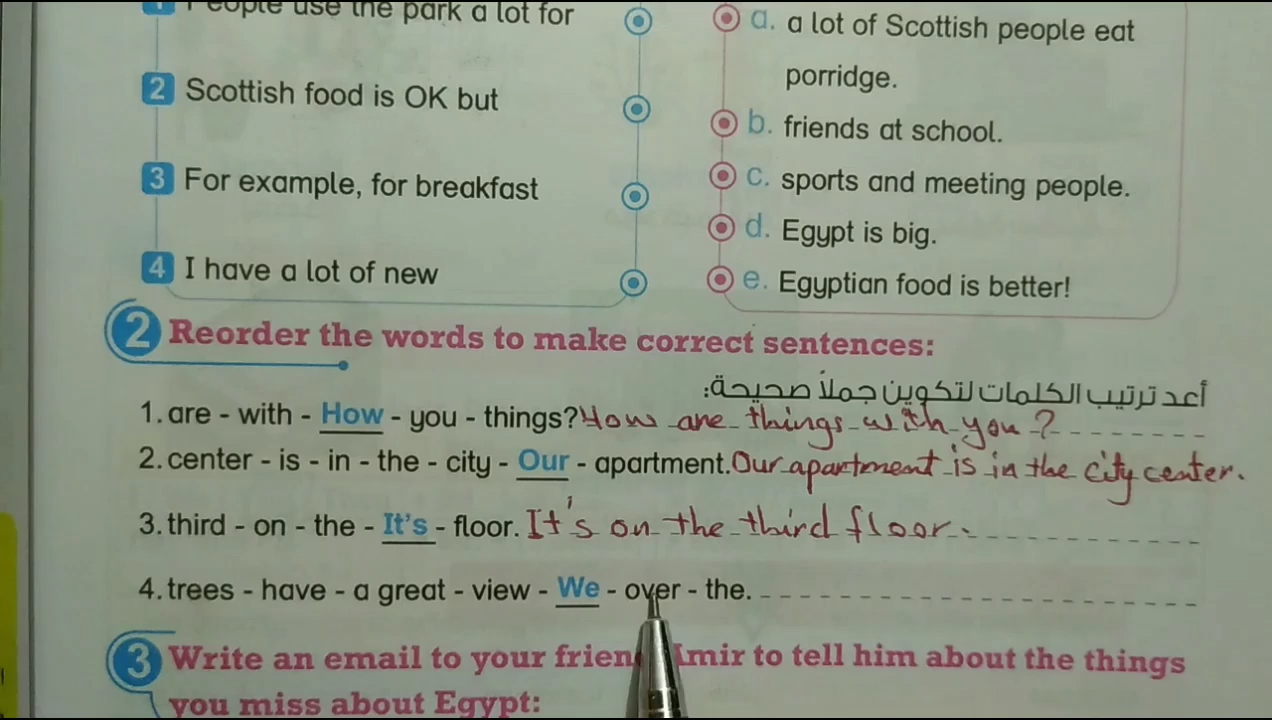 1 People use the park a lot for
a. a lot of Scottish people eat
porridge.
2 Scottish food is OK but
b. friends at school.
3 For example, for breakfast
c. sports and meeting people.
d. Egypt is big.
4 I have a lot of new
e. Egyptian food is better!
2 Reorder the words to make correct sentences:
أعد ترتيب الكلمات لتكوين جملاً صحيحة:
1. are - with - How - you - things? How are things with you?
2. center - is - in - the - city - Our - apartment. Our apartment is in the city center.
3. third - on - the - It's - floor. It's on the third floor.
4. trees - have - a great - view - We - over - the.
3 Write an email to your friend Amir to tell him about the things
you miss about Egypt: